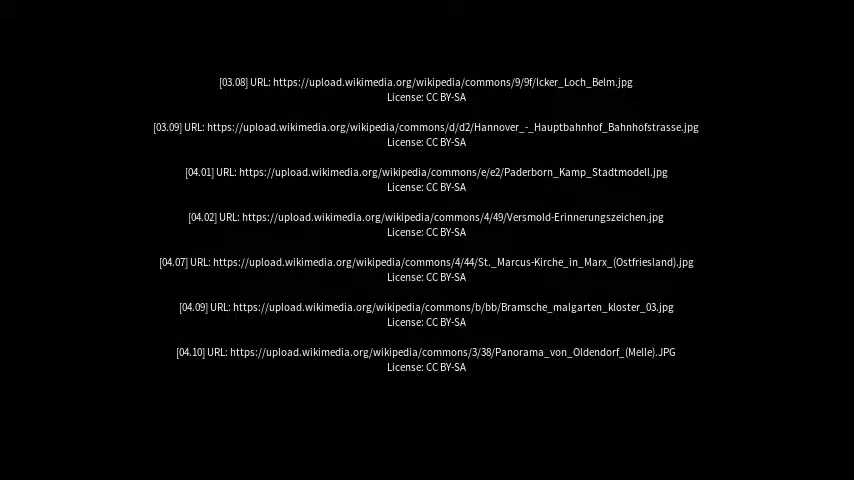 [03.08] URL: https://upload.wikimedia.org/wikipedia/commons/9/9f/Icker_Loch_Belm.jpg
License: CC BY-SA
[03.09] URL: https://upload.wikimedia.org/wikipedia/commons/d/d2/Hannover_-_Hauptbahnhof_Bahnhofstrasse.jpg
License: CC BY-SA
[04.01] URL: https://upload.wikimedia.org/wikipedia/commons/e/e2/Paderborn_Kamp_Stadtmodell.jpg
License: CC BY-SA
[04.02] URL: https://upload.wikimedia.org/wikipedia/commons/4/49/Versmold-Erinnerungszeichen.jpg
License: CC BY-SA
[04.07] URL: https://upload.wikimedia.org/wikipedia/commons/4/44/St._Marcus-Kirche_in_Marx_(Ostfriesland).jpg
License: CC BY-SA
[04.09] URL: https://upload.wikimedia.org/wikipedia/commons/b/bb/Bramsche_malgarten_kloster_03.jpg
License: CC BY-SA
[04.10] URL: https://upload.wikimedia.org/wikipedia/commons/3/38/Panorama_von_Oldendorf_(Melle).JPG
License: CC BY-SA